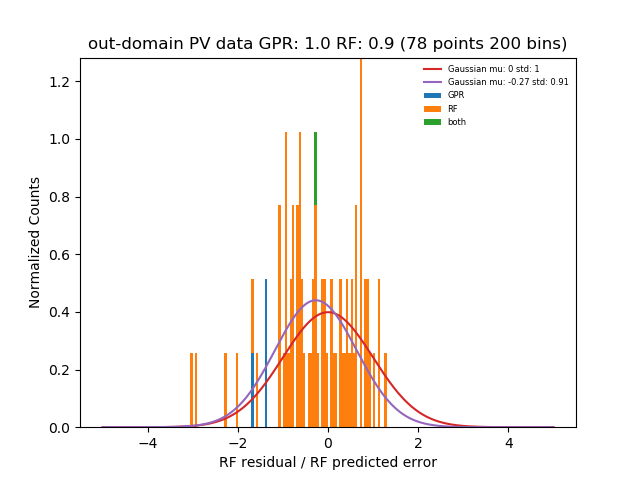 out-domain PV data GPR: 1.0 RF: 0.9 (78 points 200 bins)
Gaussian mu: 0 std: 1
Gaussian mu: -0.27 std: 0.91
GPR
RF
both
Normalized Counts
1.2
1.0
0.8
0.6
0.4
0.2
0.0
−4
−2
0
2
4
RF residual / RF predicted error